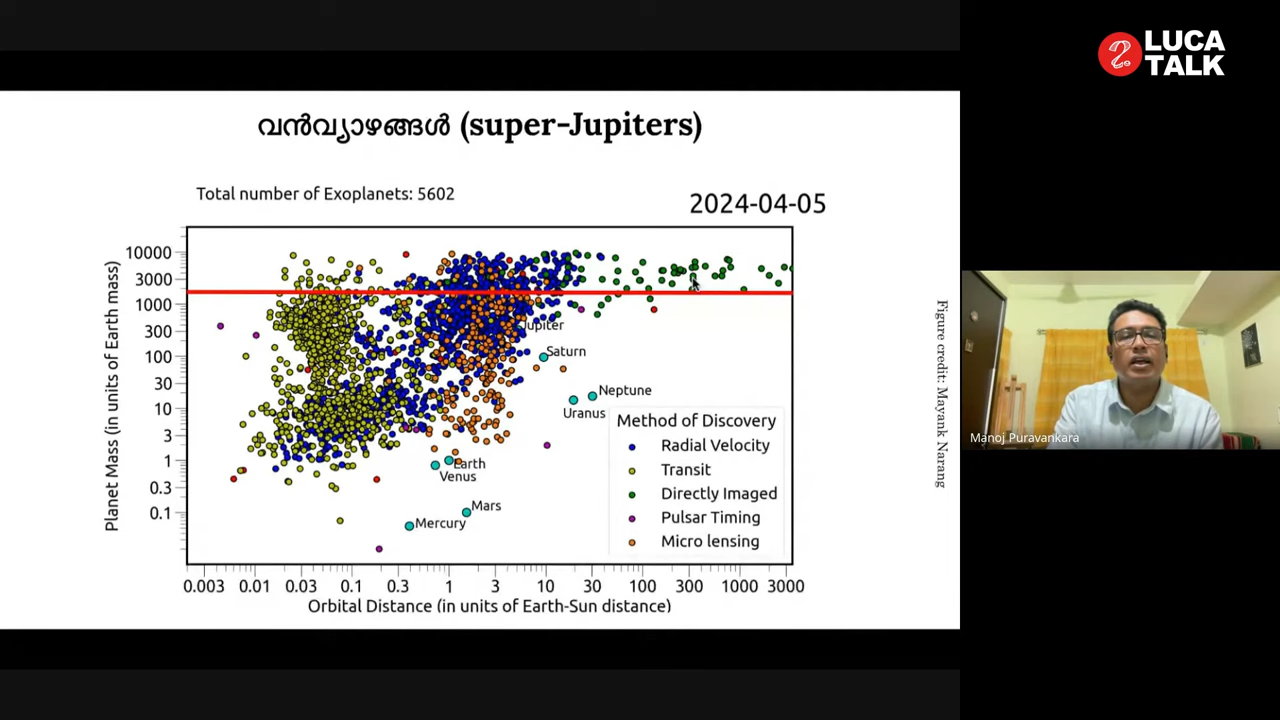 LUCA
TALK
വൻവ്യാഴങ്ങൾ (super-Jupiters)
Total number of Exoplanets: 5602
2024-04-05
Planet Mass (in units of Earth mass)
10000
3000
1000
300
100
30
10
3
1
0.3
0.1
Jupiter
Saturn
Neptune
Uranus
Earth
Venus
Mars
Mercury
Method of Discovery
Radial Velocity
Transit
Directly Imaged
Pulsar Timing
Micro lensing
0.003 0.01 0.03 0.1 0.3 1 3 10 30 100 300 1000 3000
Orbital Distance (in units of Earth-Sun distance)
Figure credit: Mayank Narang
Manoj Puravankara